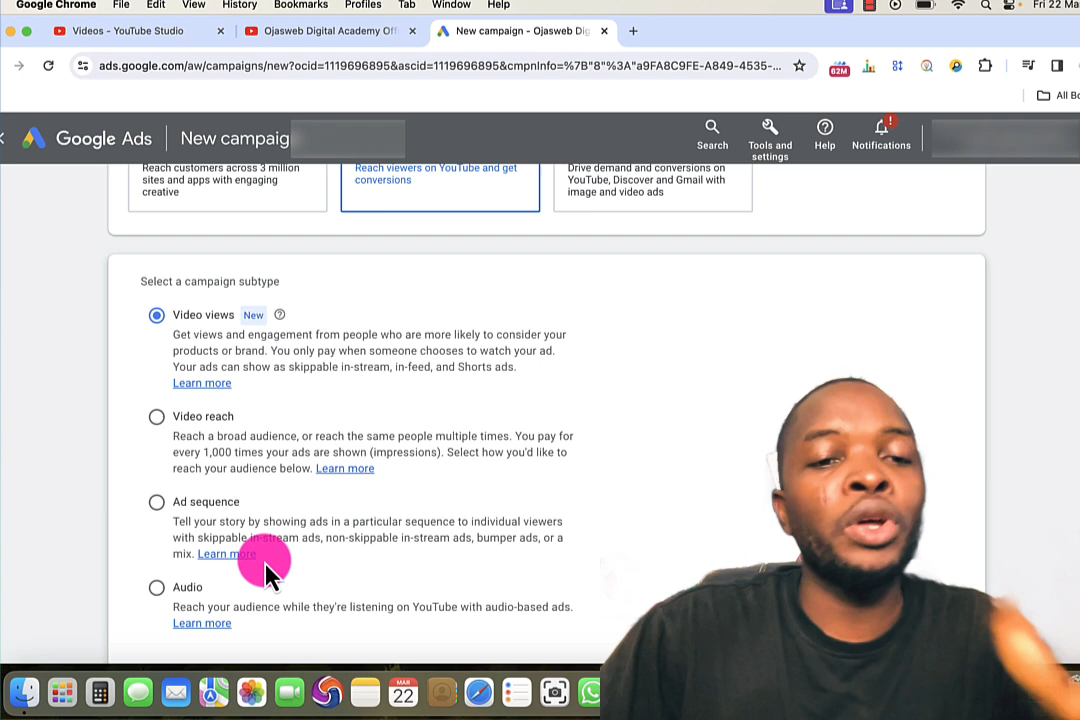 Google Chrome File Edit View History Bookmarks Profiles Tab Window Help Fri 22 Ma
Videos - YouTube Studio
Ojasweb Digital Academy Off
New campaign - Ojasweb Dig
ads.google.com/aw/campaigns/new?ocid=1119696895&ascid=1119696895&cmpnInfo=%7B"8"%3A"a9FA8C9FE-A849-4535-...
62M
All Bo
Google Ads
New campaig
Search
Tools and
settings
Help
!
Notifications
Reach customers across 3 million
sites and apps with engaging
creative
Reach viewers on YouTube and get
conversions
Drive demand and conversions on
YouTube, Discover and Gmail with
image and video ads
Select a campaign subtype
Video views New
Get views and engagement from people who are more likely to consider your
products or brand. You only pay when someone chooses to watch your ad.
Your ads can show as skippable in-stream, in-feed, and Shorts ads.
Learn more
Video reach
Reach a broad audience, or reach the same people multiple times. You pay for
every 1,000 times your ads are shown (impressions). Select how you'd like to
reach your audience below. Learn more
Ad sequence
Tell your story by showing ads in a particular sequence to individual viewers
with skippable in-stream ads, non-skippable in-stream ads, bumper ads, or a
mix. Learn more
Audio
Reach your audience while they're listening on YouTube with audio-based ads.
Learn more
MAR
22